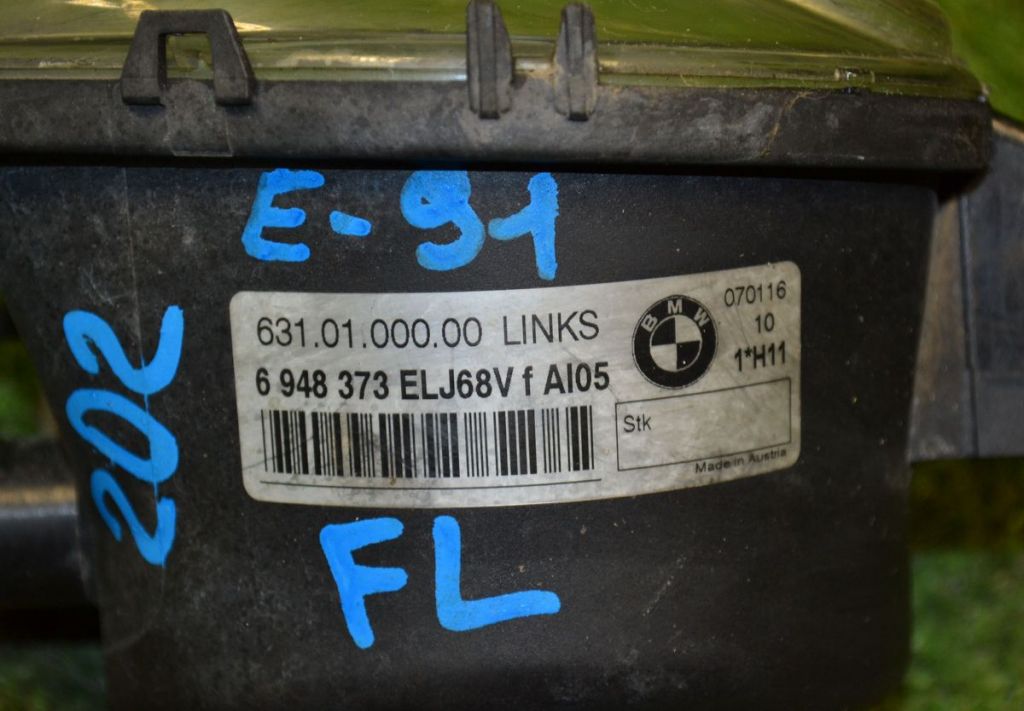 E-91
202
631.01.000.00 LINKS
6 948 373 ELJ68V f AI05
BMW
070116
10
1*H11
Stk
Made in Austria
FL